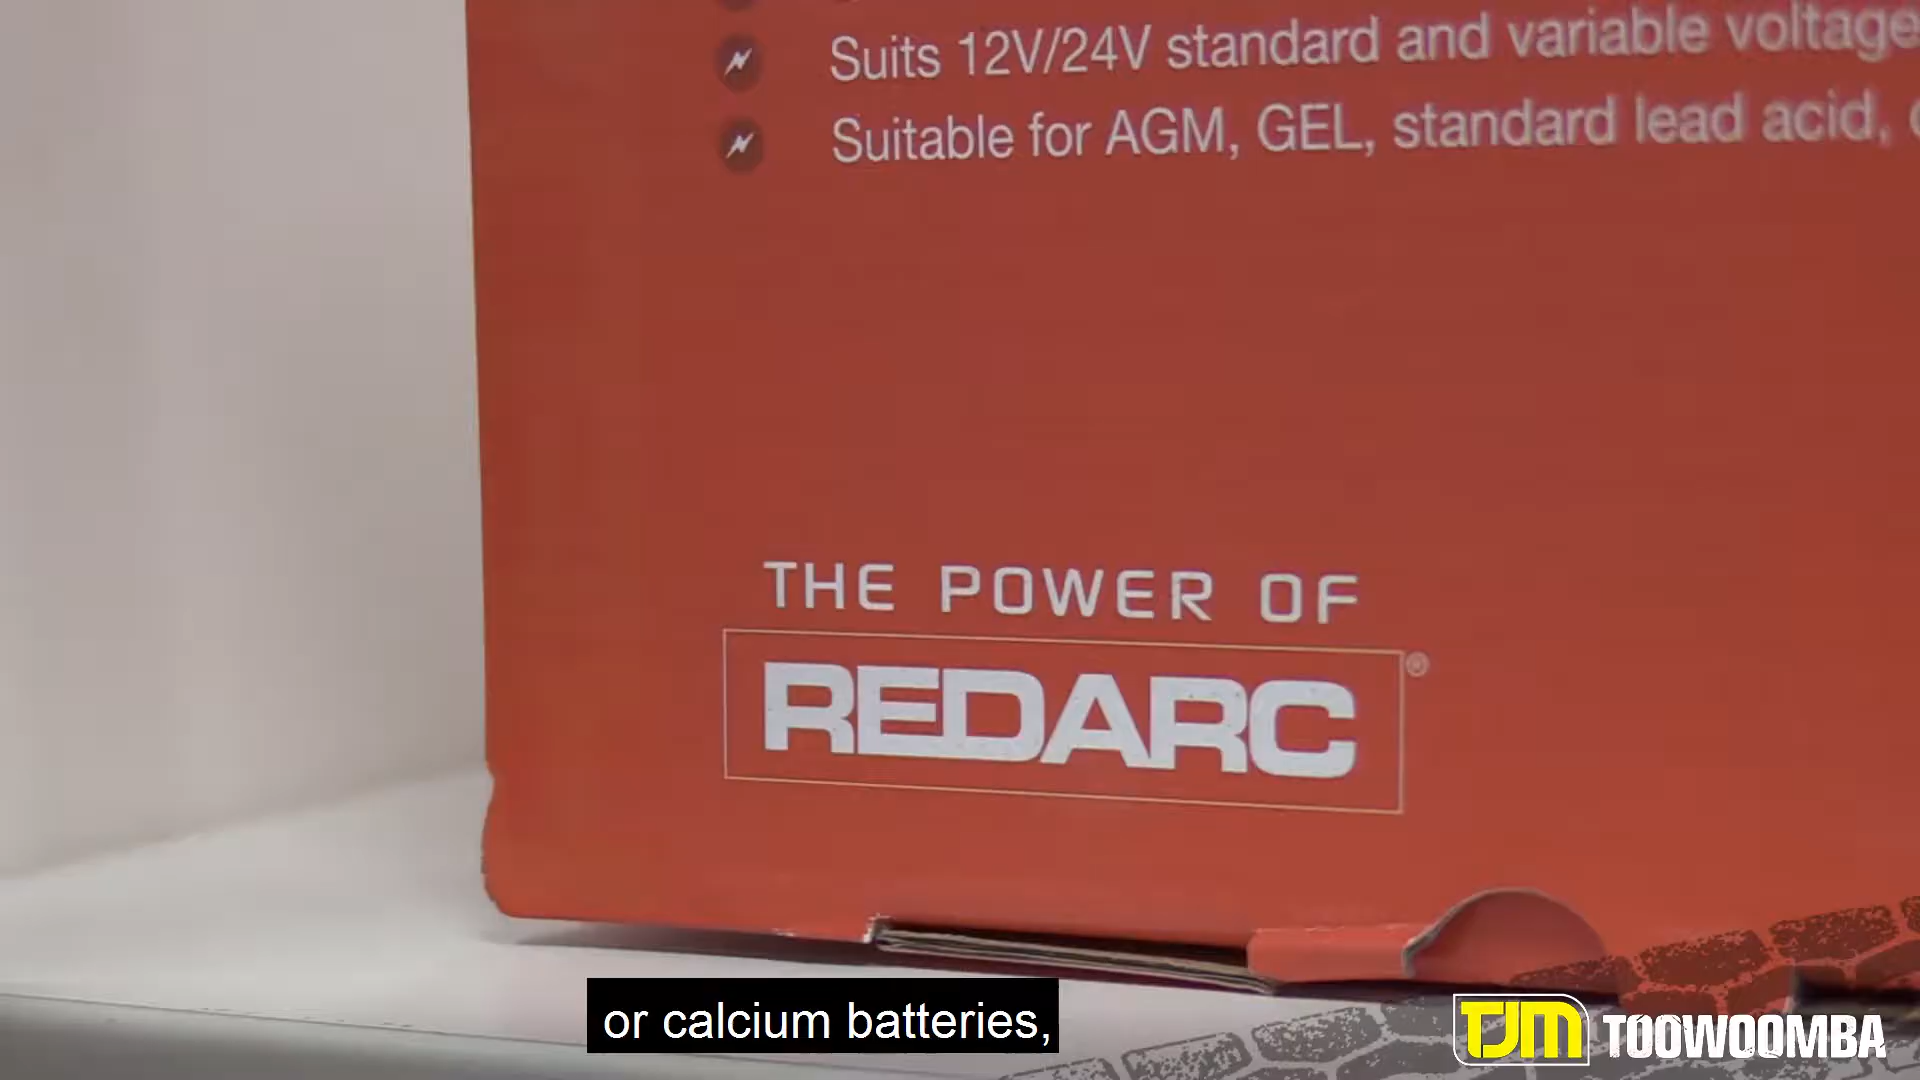 Suits 12V/24V standard and variable voltage
Suitable for AGM, GEL, standard lead acid,
THE POWER OF
REDARC®
or calcium batteries,
TJM TOOWOOMBA